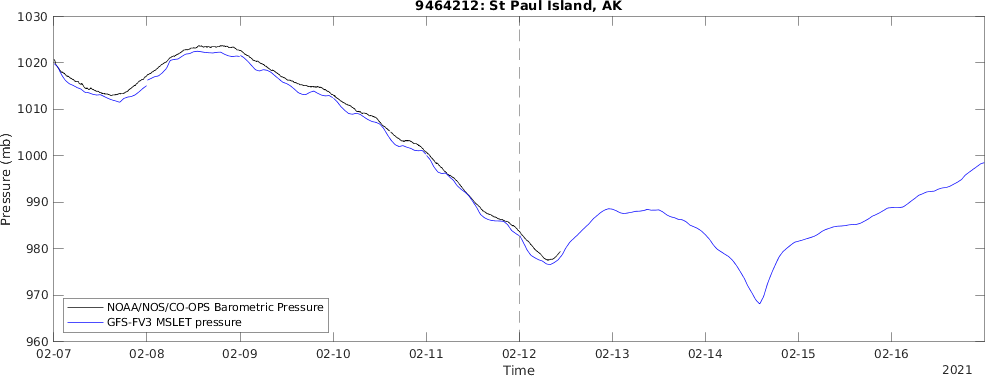 9464212: St Paul Island, AK
Pressure (mb)
1030
1020
1010
1000
990
980
970
960
NOAA/NOS/CO-OPS Barometric Pressure
GFS-FV3 MSLET pressure
02-07 02-08 02-09 02-10 02-11 02-12 02-13 02-14 02-15 02-16
Time
2021